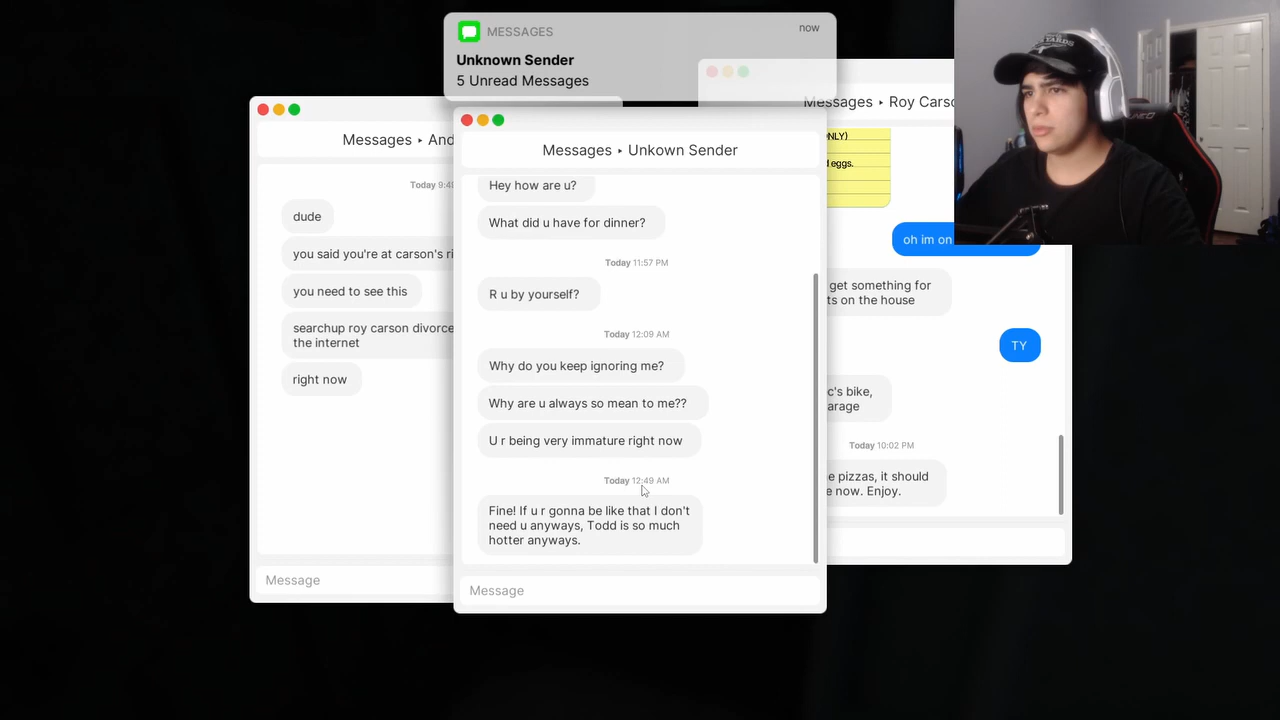 MESSAGES
now
Unknown Sender
5 Unread Messages
Messages ‣ And
Today 9:4
dude
you said you're at carson's ri
you need to see this
searchup roy carson divorce
the internet
right now
Message
Messages ‣ Unkown Sender
Hey how are u?
What did u have for dinner?
Today 11:57 PM
R u by yourself?
Today 12:09 AM
Why do you keep ignoring me?
Why are u always so mean to me??
U r being very immature right now
Today 12:49 AM
Fine! If u r gonna be like that I don't
need u anyways, Todd is so much
hotter anyways.
Message
Messages ‣ Roy Carso
ONLY)
d eggs.
oh im on
get something for
ts on the house
TY
c's bike,
arage
Today 10:02 PM
e pizzas, it should
e now. Enjoy.